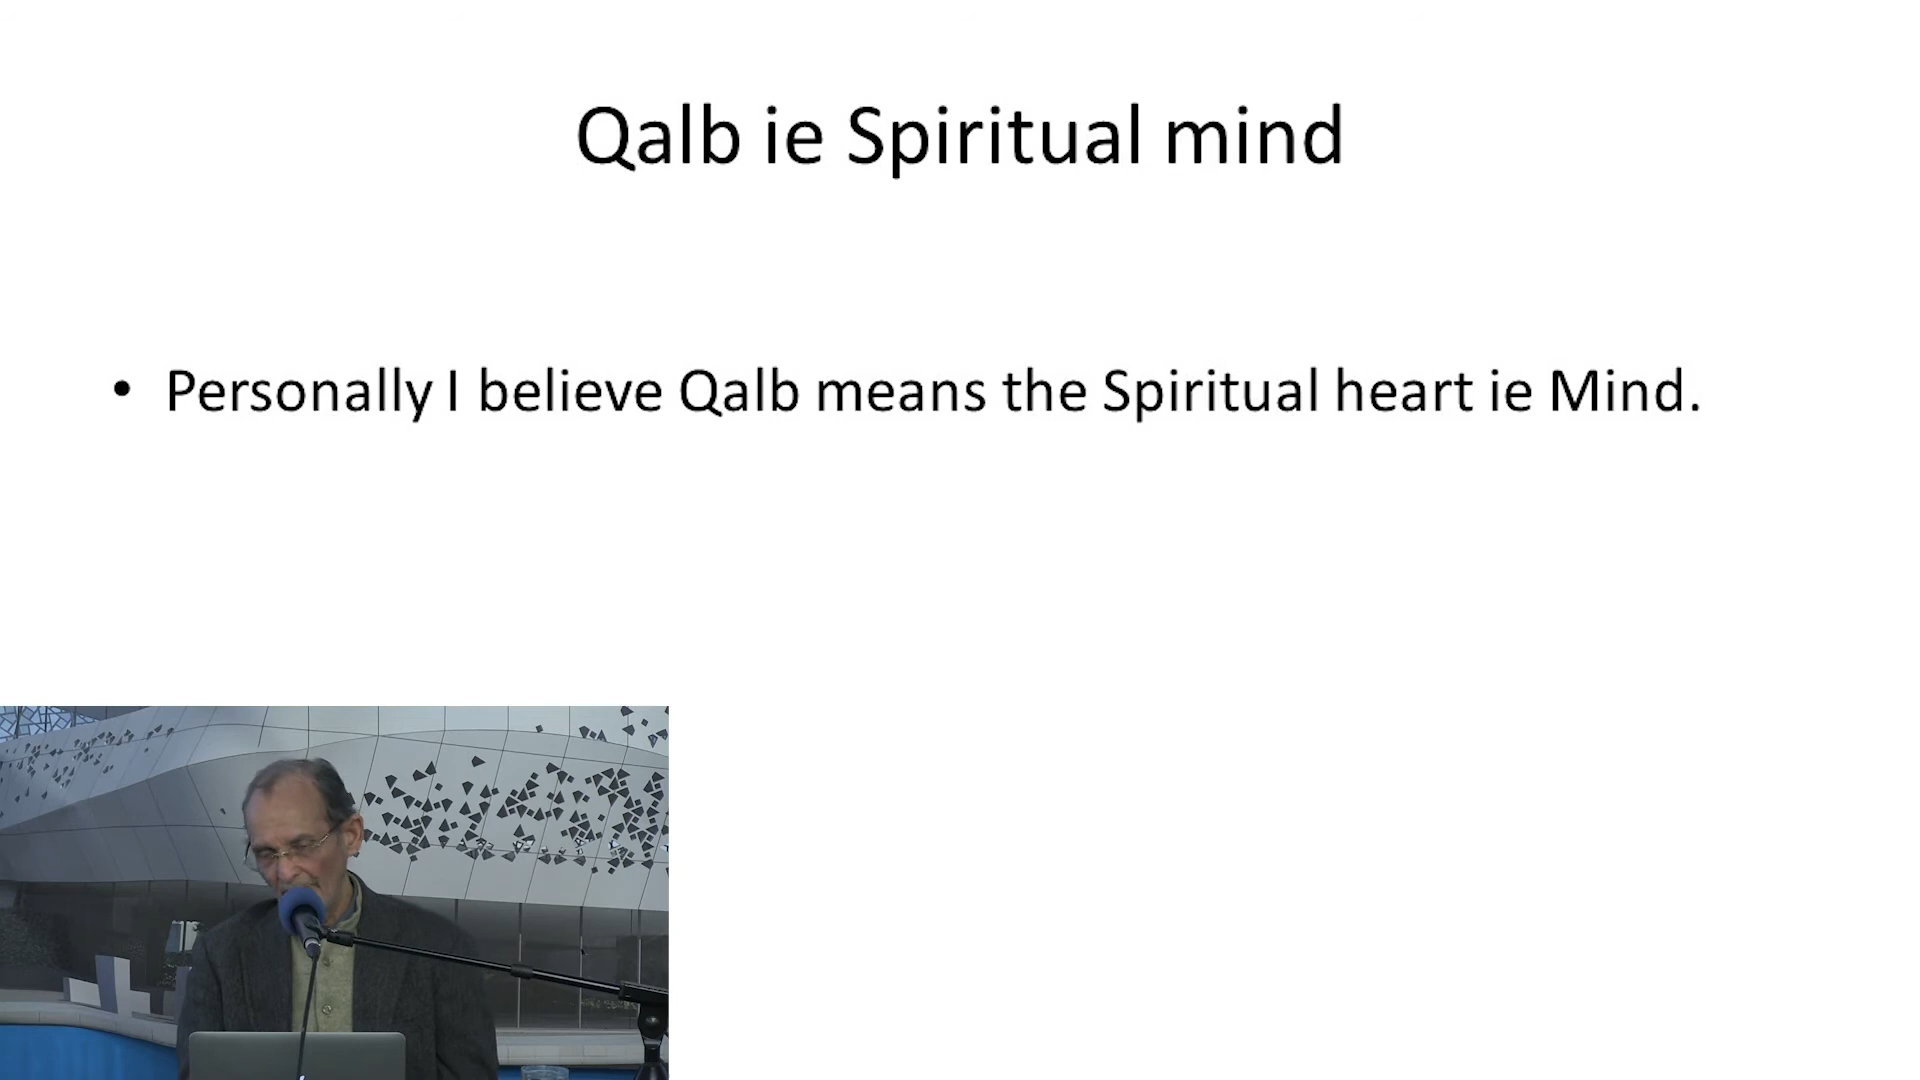 Qalb ie Spiritual mind
• Personally I believe Qalb means the Spiritual heart ie Mind.